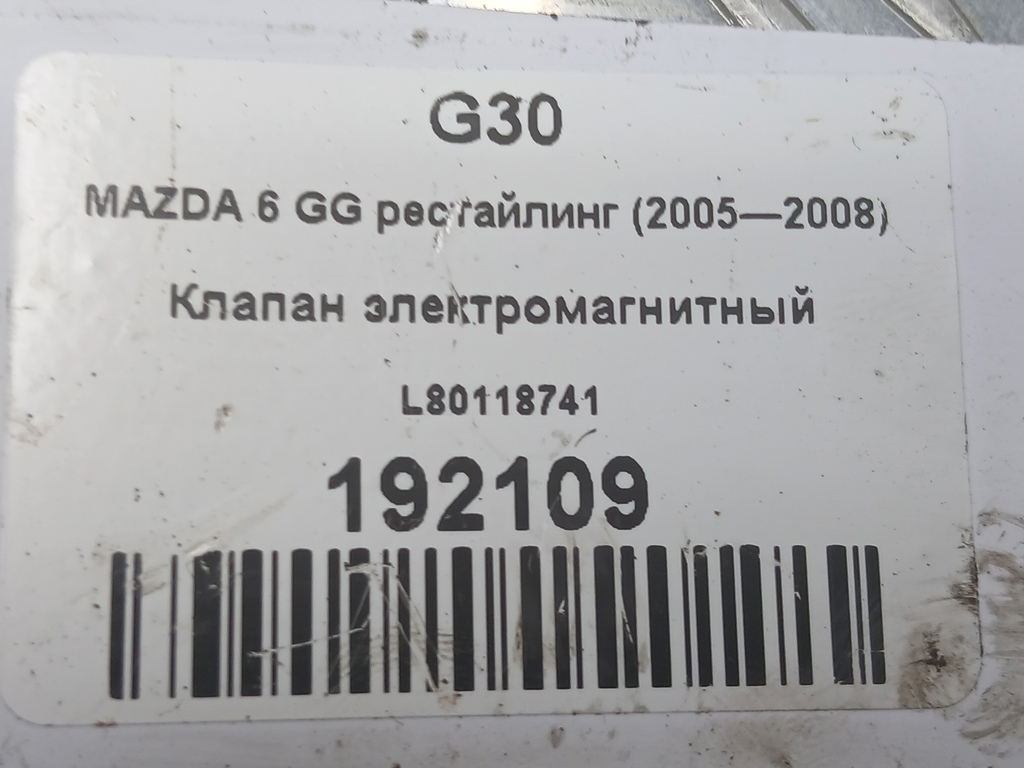 G30
MAZDA 6 GG рестайлинг (2005—2008)
Клапан электромагнитный
L80118741
192109